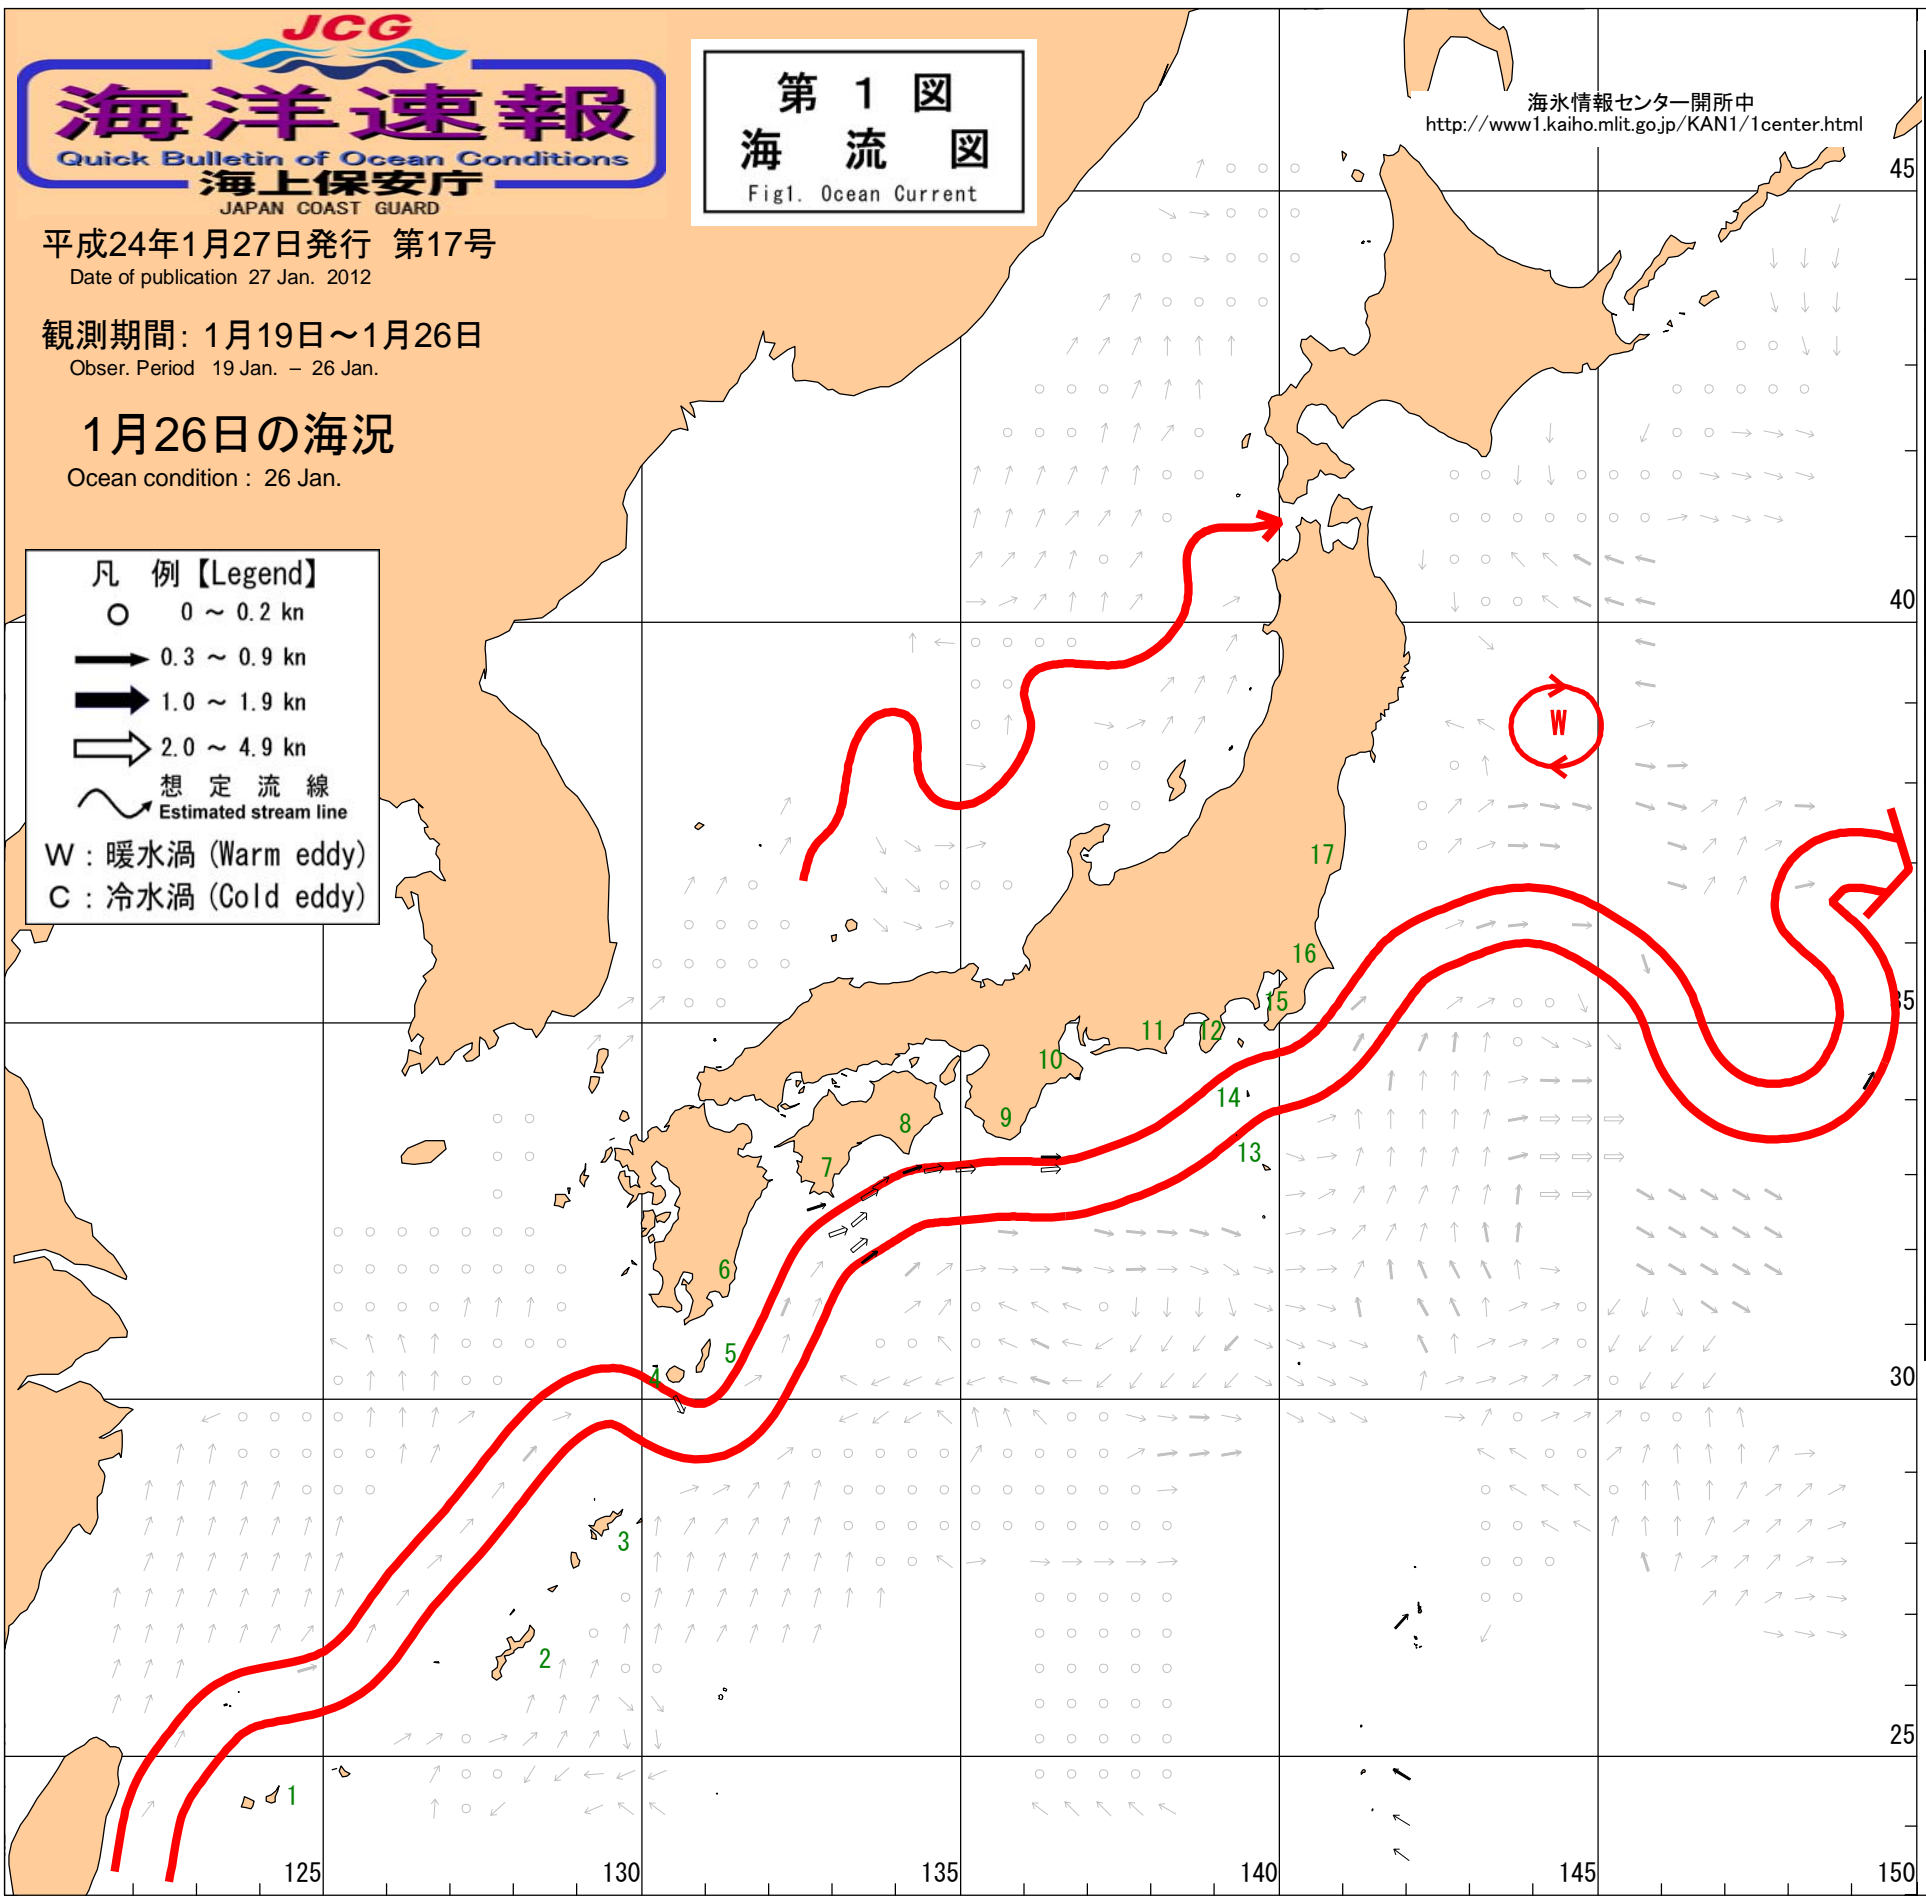 JCG
海洋速報
Quick Bulletin of Ocean Conditions
海上保安庁
JAPAN COAST GUARD
第 1 図
海 流 図
Fig1. Ocean Current
海氷情報センター開所中
http://www1.kaiho.mlit.go.jp/KAN1/1center.html
平成24年1月27日発行 第17号
Date of publication 27 Jan. 2012
観測期間: 1月19日～1月26日
Obser. Period 19 Jan. – 26 Jan.
1月26日の海況
Ocean condition : 26 Jan.
凡 例【Legend】
0 ～ 0.2 kn
0.3 ～ 0.9 kn
1.0 ～ 1.9 kn
2.0 ～ 4.9 kn
想 定 流 線
Estimated stream line
W : 暖水渦 (Warm eddy)
C : 冷水渦 (Cold eddy)
45
40
W
17
16
35
15
12
11
10
14
9
8
13
7
6
5
4
30
3
2
25
1
125
130
135
140
145
150